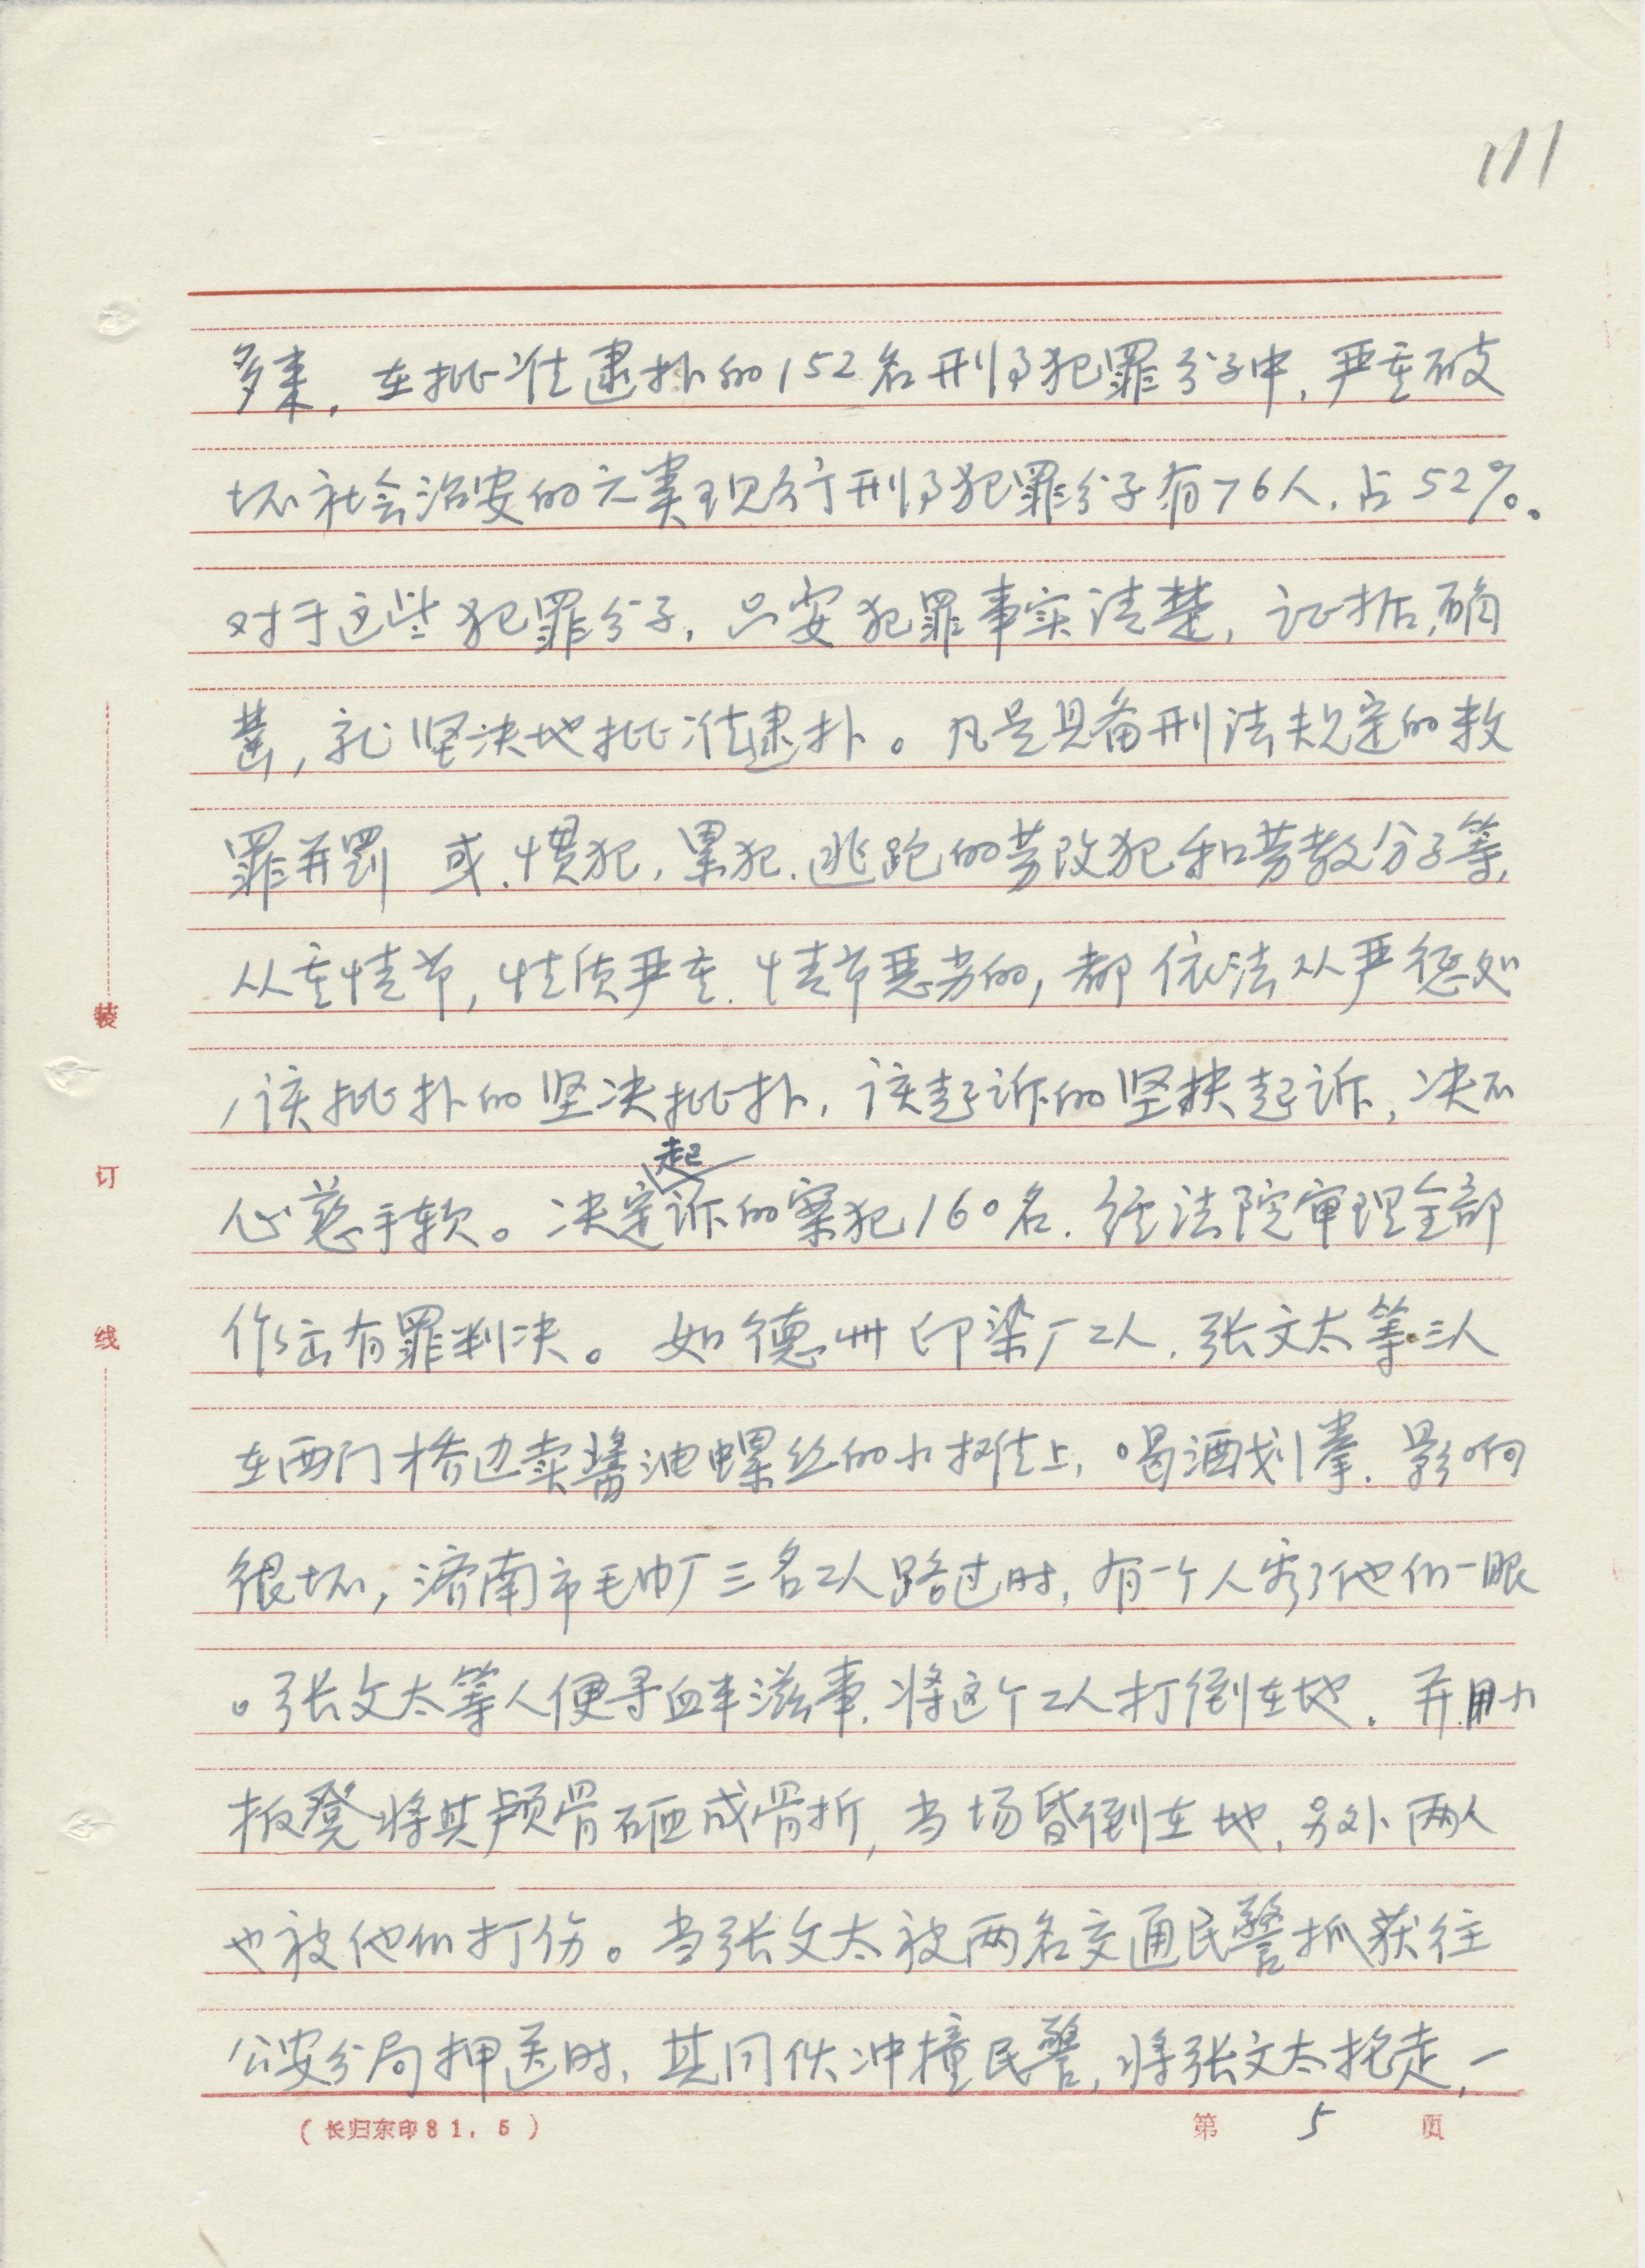 111
多来，在批准逮扑的152名刑事犯罪分子中，严重破
坏社会治安的六类现行刑事犯罪分子有76人，占52%。
对于这些犯罪分子，只要犯罪事实清楚，证据确
凿，就坚决地批准逮扑。凡是具备刑法规定的数
罪并罚 或、惯犯，累犯、逃跑的劳改犯和劳教分子等，
从重情节，性质严重、情节恶劣的，都依法从严惩处
，该批扑的坚决批扑，该起诉的坚抉起诉，决不
心慈手软。决定起诉的案犯160名．经法院审理全部
作出有罪判决。如德州印染厂工人．张文太等三人
在西门桥边卖酱油螺丝的小摊上，喝酒划拳．影响
很坏，济南市毛巾厂三名工人路过时，有一个人看了他们一眼
。张文太等人便寻衅滋事．将这个工人打倒在地．并用小
板凳将其颅骨砸成骨折，当场昏倒在地，另外两人
也被他们打伤。当张文太被两名交通民警抓获往
公安分局押送时，其同伙冲撞民警，将张文太抢走，一
装
订
线
（长归东印81.5）
第 5 页